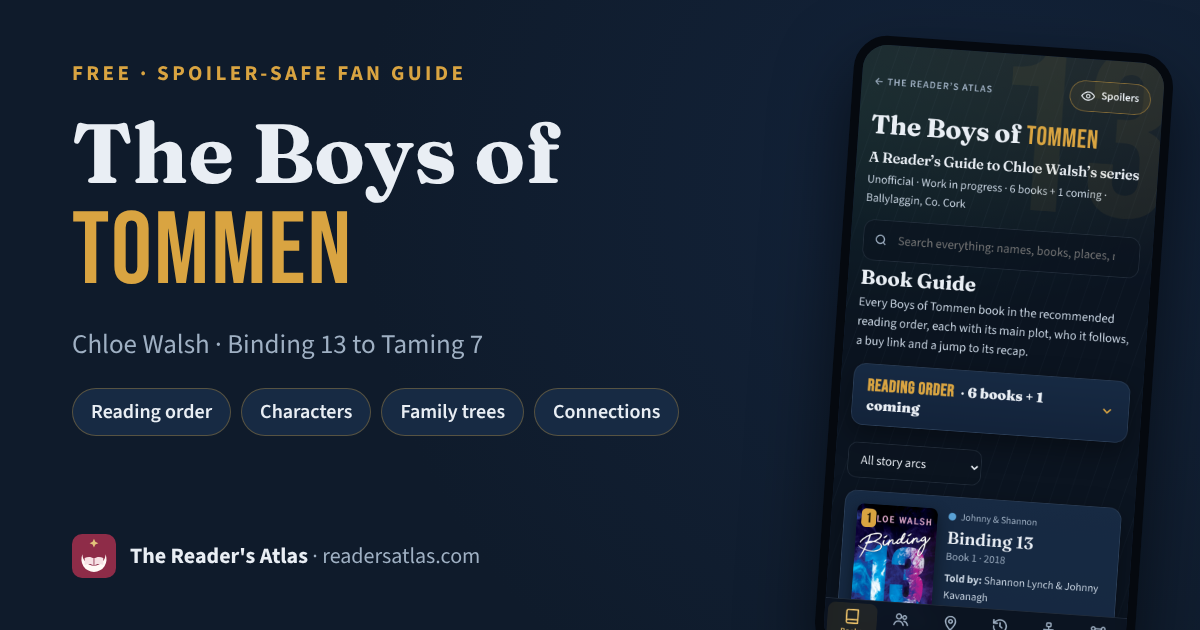 FREE · SPOILER-SAFE FAN GUIDE
The Boys of
TOMMEN
Chloe Walsh · Binding 13 to Taming 7
Reading order
Characters
Family trees
Connections
The Reader's Atlas · readersatlas.com
← THE READER'S ATLAS
Spoilers
13
The Boys of TOMMEN
A Reader's Guide to Chloe Walsh's series
Unofficial · Work in progress · 6 books + 1 coming ·
Ballylaggin, Co. Cork
Search everything: names, books, places,
Book Guide
Every Boys of Tommen book in the recommended
reading order, each with its main plot, who it follows,
a buy link and a jump to its recap.
READING ORDER · 6 books + 1
coming
All story arcs
1
LOE WALSH
Binding
13
Johnny & Shannon
Binding 13
Book 1 · 2018
Told by: Shannon Lynch & Johnny
Kavanagh